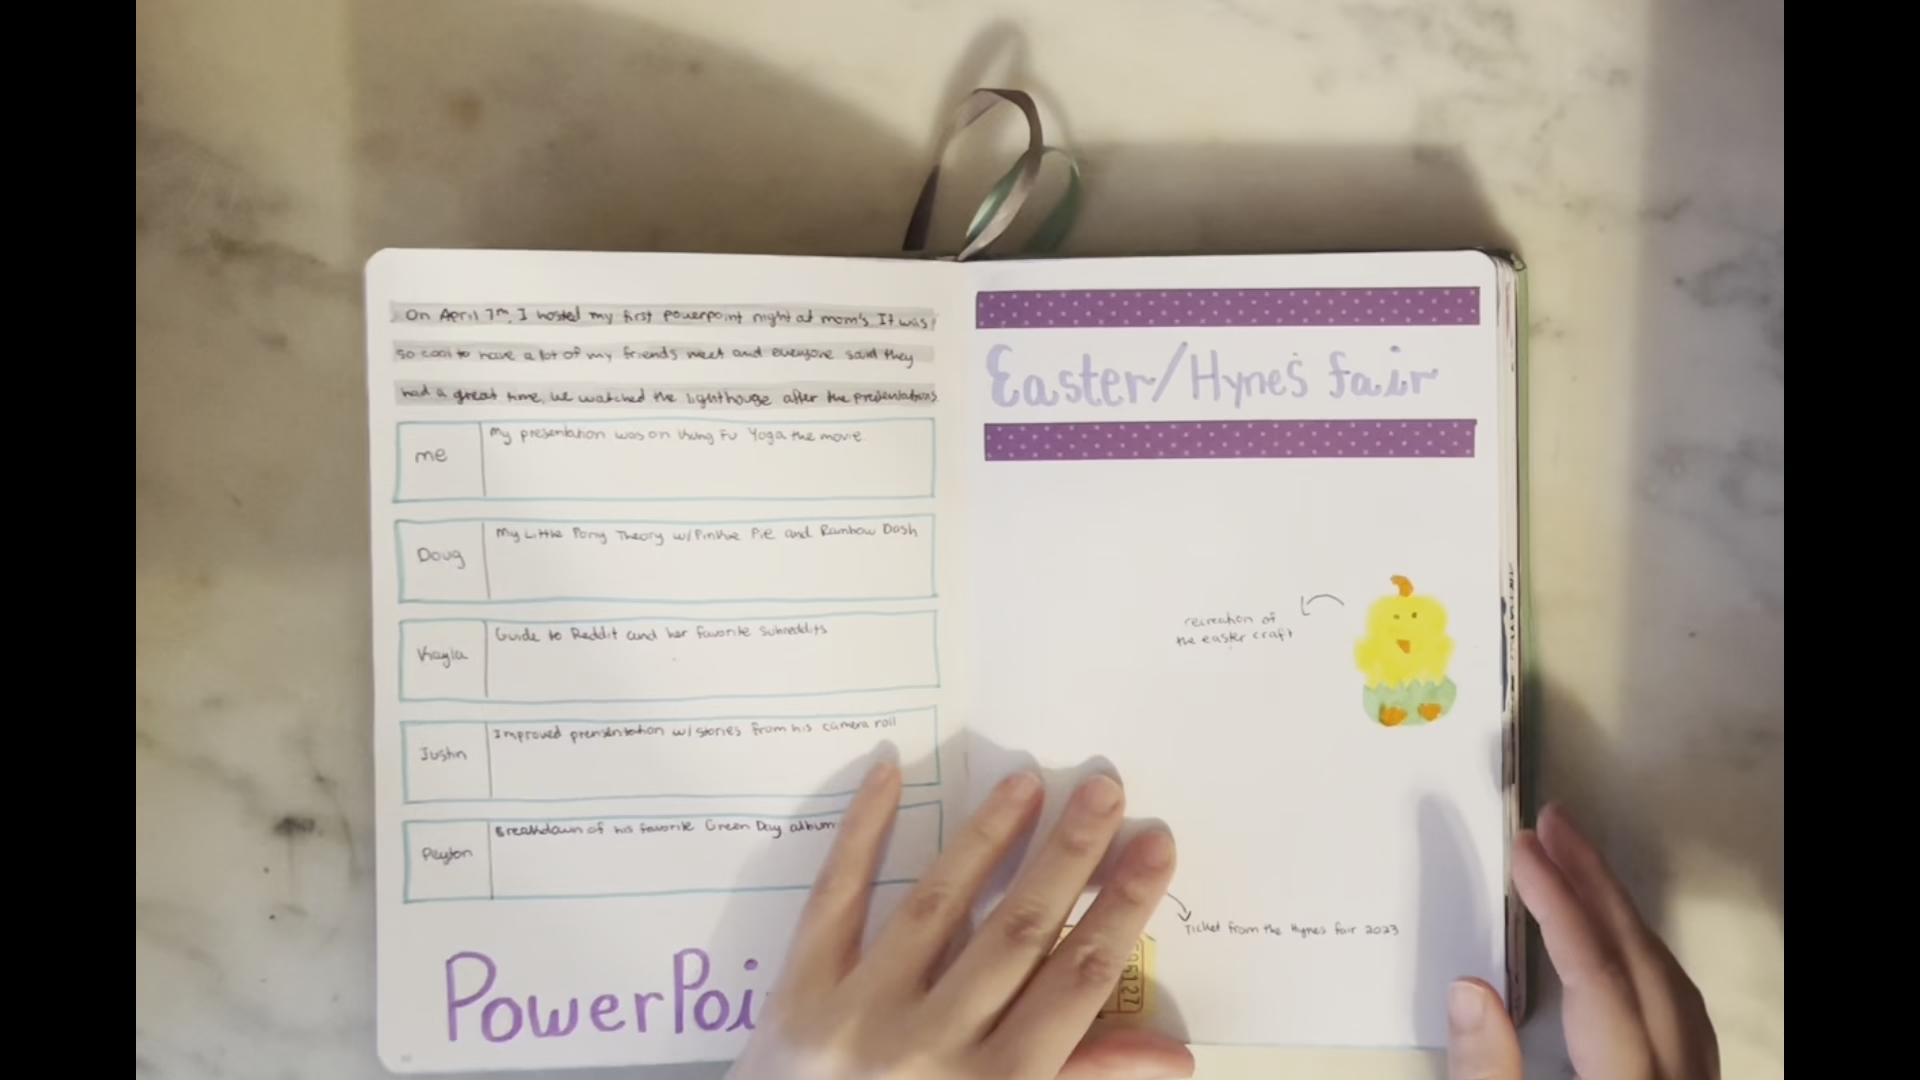 On April 7th, I hosted my first powerpoint night at mom's. It was
so cool to have a lot of my friends meet and everyone said they
had a great time. We watched the lighthouse after the presentations
me
My presentation was on Kung Fu Yoga the movie.
Doug
My Little Pony Theory w/Pinkie Pie and Rainbow Dash
Kayla
Guide to Reddit and her favorite subreddits
Justin
Improved prensentation w/ stories from his camera roll
Peyton
Breakdown of his favorite Green Day album
PowerPoi
Easter/Hynes fair
recreation of
the easter craft
Ticket from the Hynes fair 2023